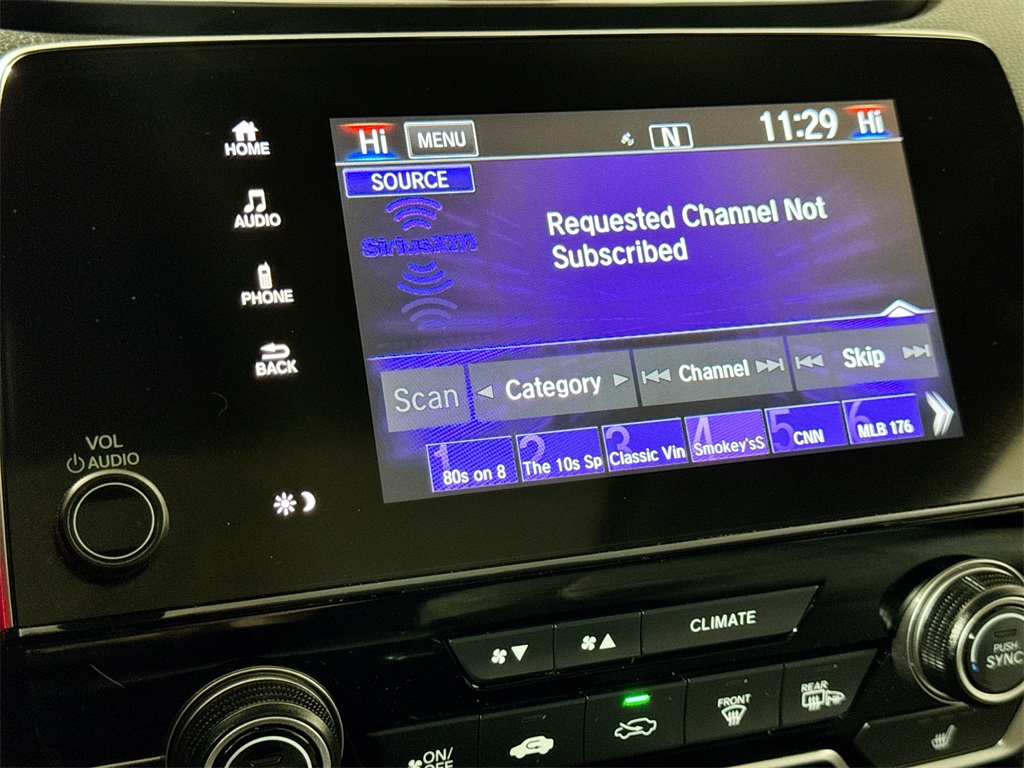 Hi MENU N 11:29 Hi
HOME
SOURCE
AUDIO
SiriusXM
Requested Channel Not
Subscribed
PHONE
BACK
Scan Category Channel Skip
1 80s on 8
2 The 10s Sp
3 Classic Vin
4 Smokey'sS
5 CNN
6 MLB 176
VOL
AUDIO
CLIMATE
PUSH
SYNC
ON/
OFF
FRONT
REAR